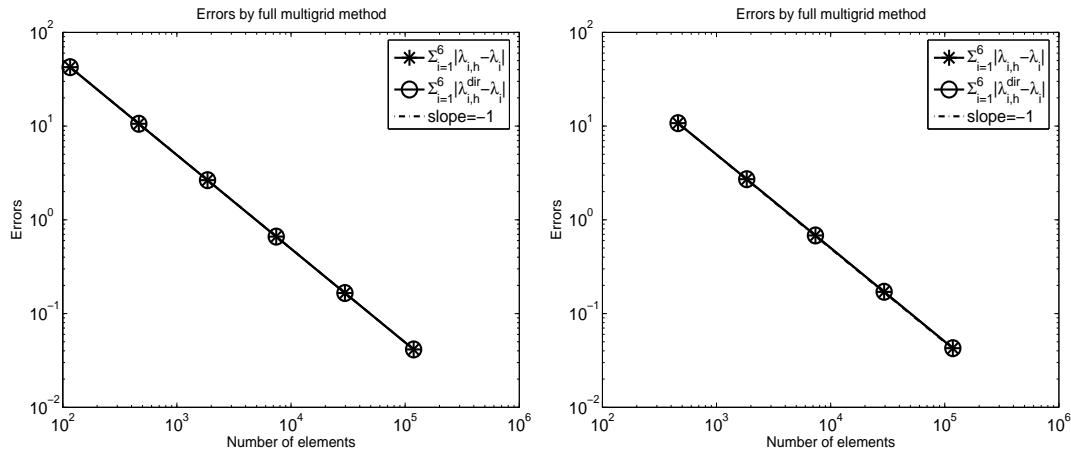 Errors by full multigrid method
10^2
10^1
10^0
10^−1
10^−2
Errors
Σ_{i=1}^6|λ_{i,h}−λ_i|
Σ_{i=1}^6|λ_{i,h}^{dir}−λ_i|
slope=−1
10^2 10^3 10^4 10^5 10^6
Number of elements
Errors by full multigrid method
10^2
10^1
10^0
10^−1
10^−2
Errors
Σ_{i=1}^6|λ_{i,h}−λ_i|
Σ_{i=1}^6|λ_{i,h}^{dir}−λ_i|
slope=−1
10^2 10^3 10^4 10^5 10^6
Number of elements